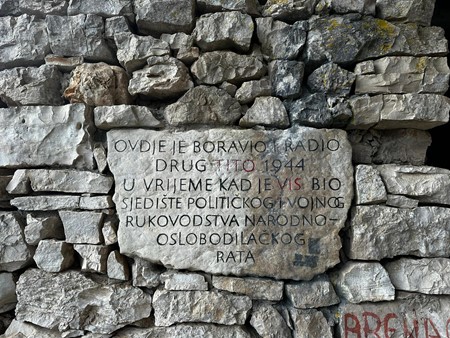 OVDJE JE BORAVIO I RADIO
DRUG TITO 1944
U VRIJEME KAD JE VIS BIO
SJEDIŠTE POLITIČKOG I VOJNOG
RUKOVODSTVA NARODNO-
OSLOBODILAČKOG
RATA